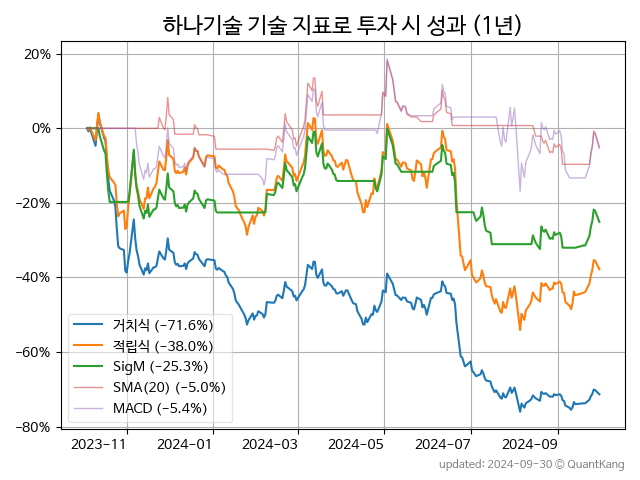 하나기술 기술 지표로 투자 시 성과 (1년)
20%
0%
−20%
−40%
−60%
−80%
거치식 (−71.6%)
적립식 (−38.0%)
SigM (−25.3%)
SMA(20) (−5.0%)
MACD (−5.4%)
2023−11 2024−01 2024−03 2024−05 2024−07 2024−09
updated: 2024−09−30 © QuantKang